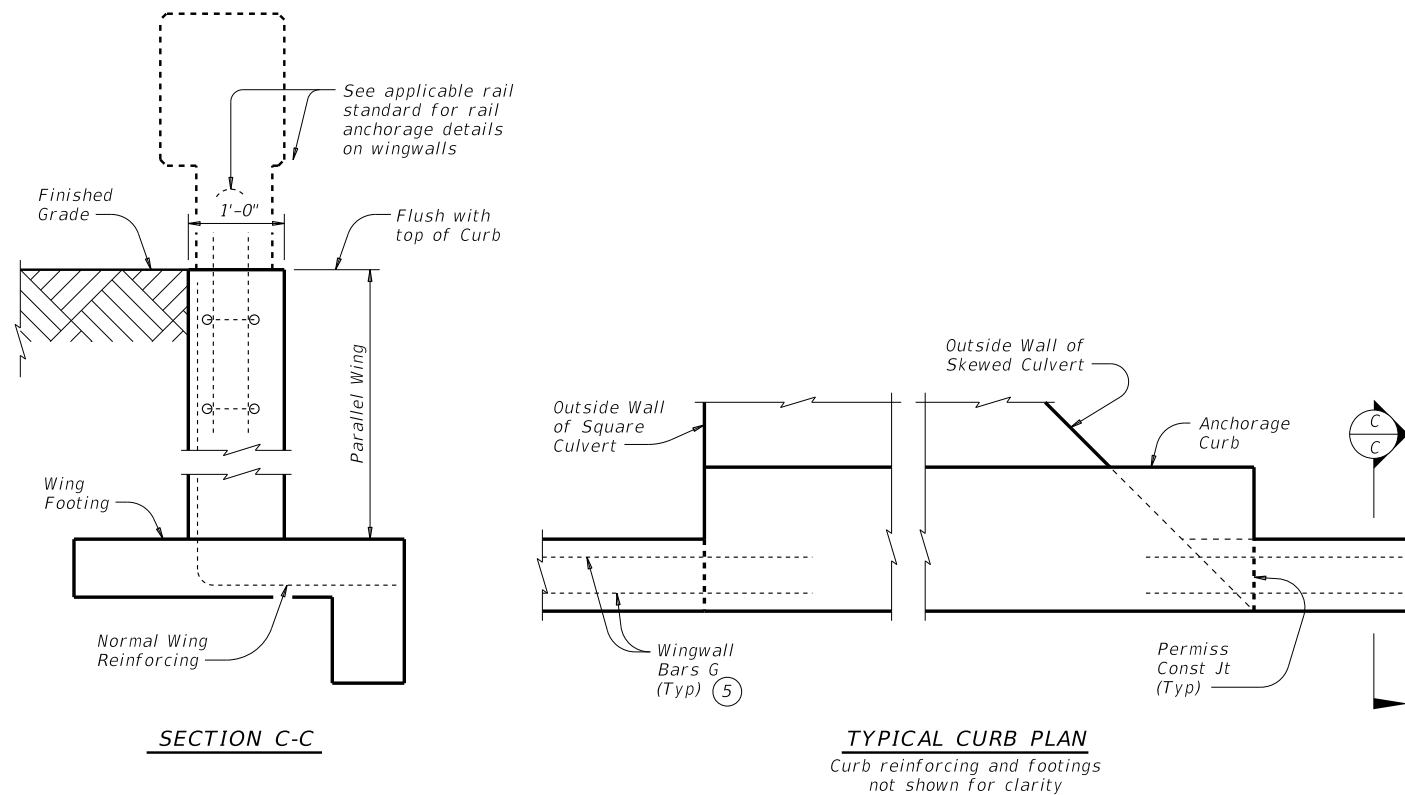 See applicable rail
standard for rail
anchorage details
on wingwalls
Finished
Grade
1'-0"
Flush with
top of Curb
Parallel Wing
Wing
Footing
Normal Wing
Reinforcing
SECTION C-C
Outside Wall of
Skewed Culvert
Outside Wall
of Square
Culvert
Anchorage
Curb
C
C
Wingwall
Bars G
(Typ) 5
Permiss
Const Jt
(Typ)
TYPICAL CURB PLAN
Curb reinforcing and footings
not shown for clarity